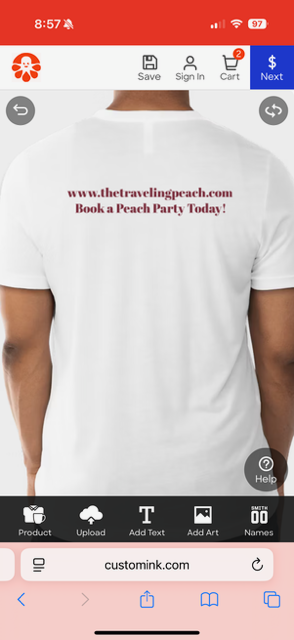 8:57
97
Save
Sign In
2
Cart
$
Next
www.thetravelingpeach.com
Book a Peach Party Today!
Help
Product
Upload
T
Add Text
Add Art
SMITH
00
Names
customink.com